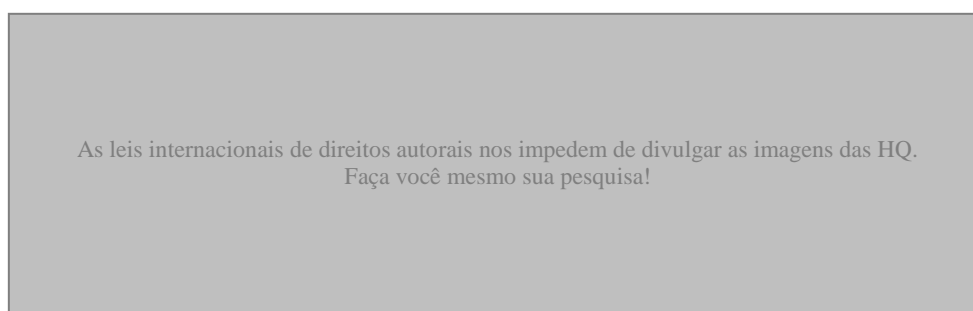 As leis internacionais de direitos autorais nos impedem de divulgar as imagens das HQ.
Faça você mesmo sua pesquisa!